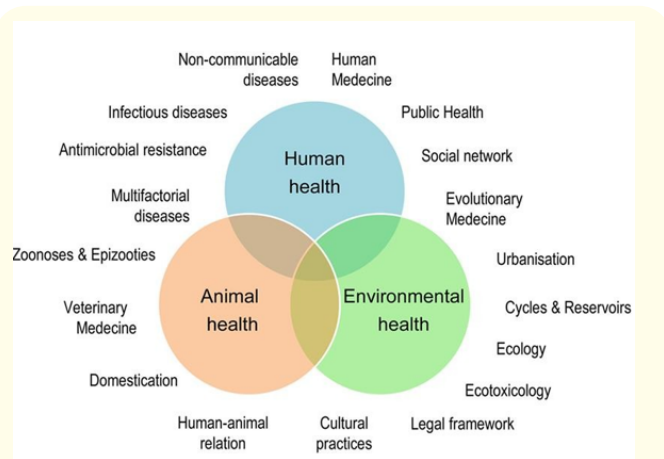 Non-communicable
diseases
Human
Medecine
Infectious diseases
Public Health
Antimicrobial resistance
Social network
Human
health
Multifactorial
diseases
Evolutionary
Medecine
Zoonoses & Epizooties
Urbanisation
Veterinary
Medecine
Animal
health
Environmental
health
Cycles & Reservoirs
Ecology
Domestication
Ecotoxicology
Human-animal
relation
Cultural
practices
Legal framework